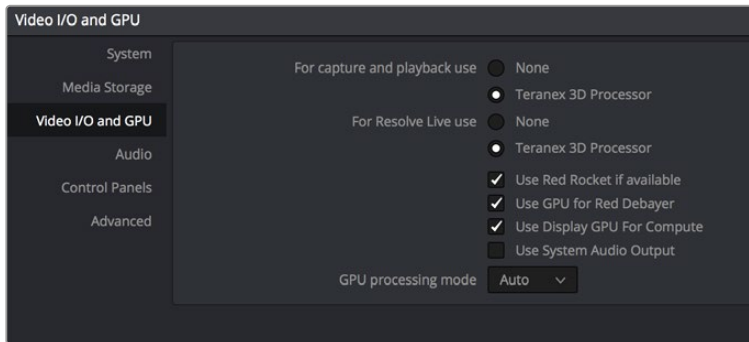 Video I/O and GPU
System
Media Storage
Video I/O and GPU
Audio
Control Panels
Advanced
For capture and playback use
None
Teranex 3D Processor
For Resolve Live use
None
Teranex 3D Processor
Use Red Rocket if available
Use GPU for Red Debayer
Use Display GPU For Compute
Use System Audio Output
GPU processing mode
Auto